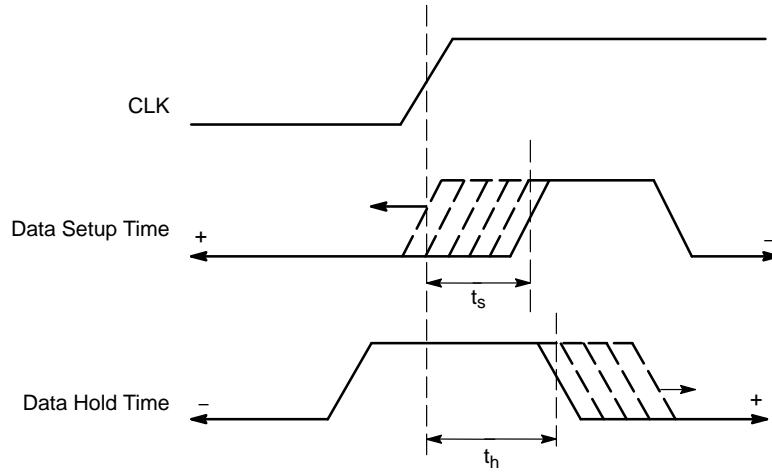 CLK
Data Setup Time
+
–
ts
Data Hold Time
–
+
th